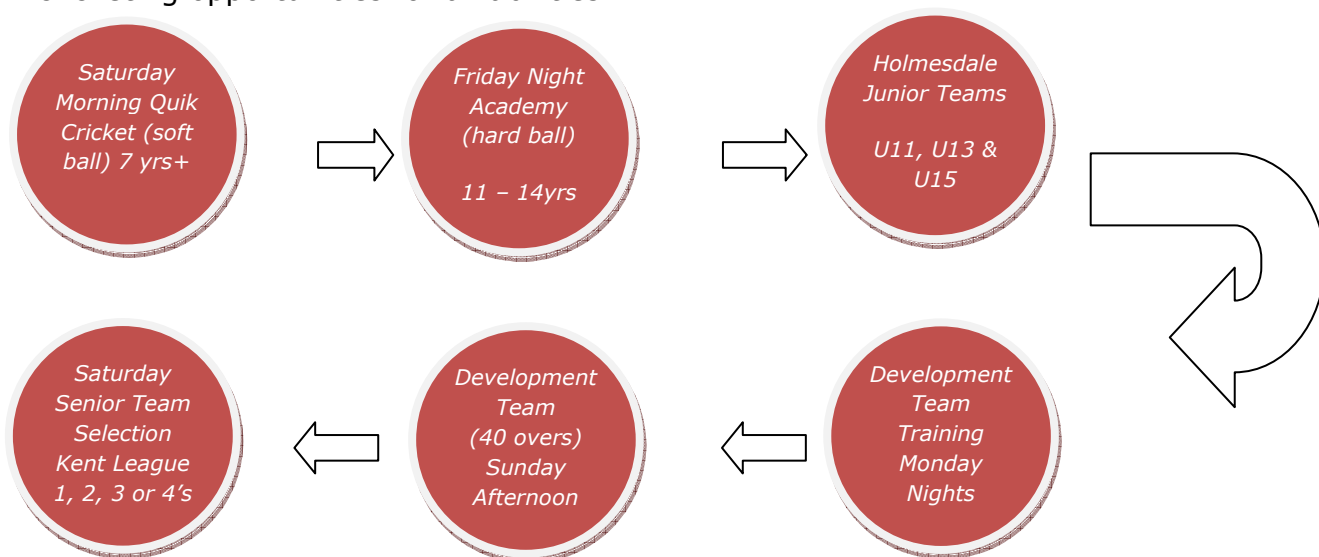 Saturday
Morning Quik
Cricket (soft
ball) 7 yrs+
Friday Night
Academy
(hard ball)
11 – 14yrs
Holmesdale
Junior Teams
U11, U13 &
U15
Development
Team
Training
Monday
Nights
Development
Team
(40 overs)
Sunday
Afternoon
Saturday
Senior Team
Selection
Kent League
1, 2, 3 or 4’s